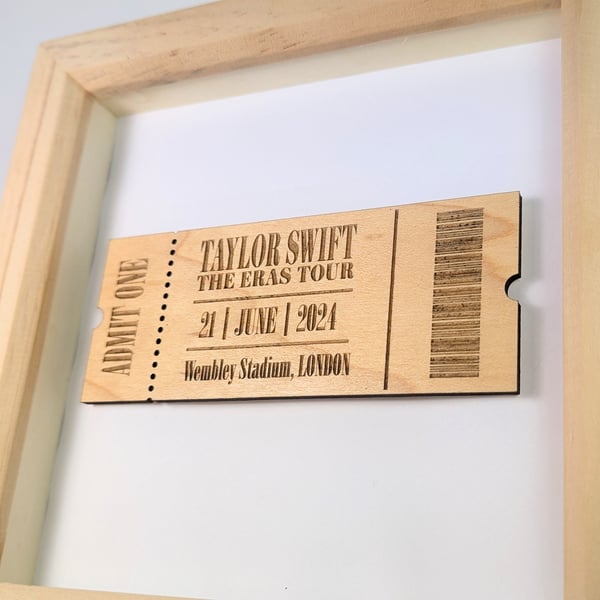 ADMIT ONE
TAYLOR SWIFT
THE ERAS TOUR
21 | JUNE | 2024
Wembley Stadium, LONDON